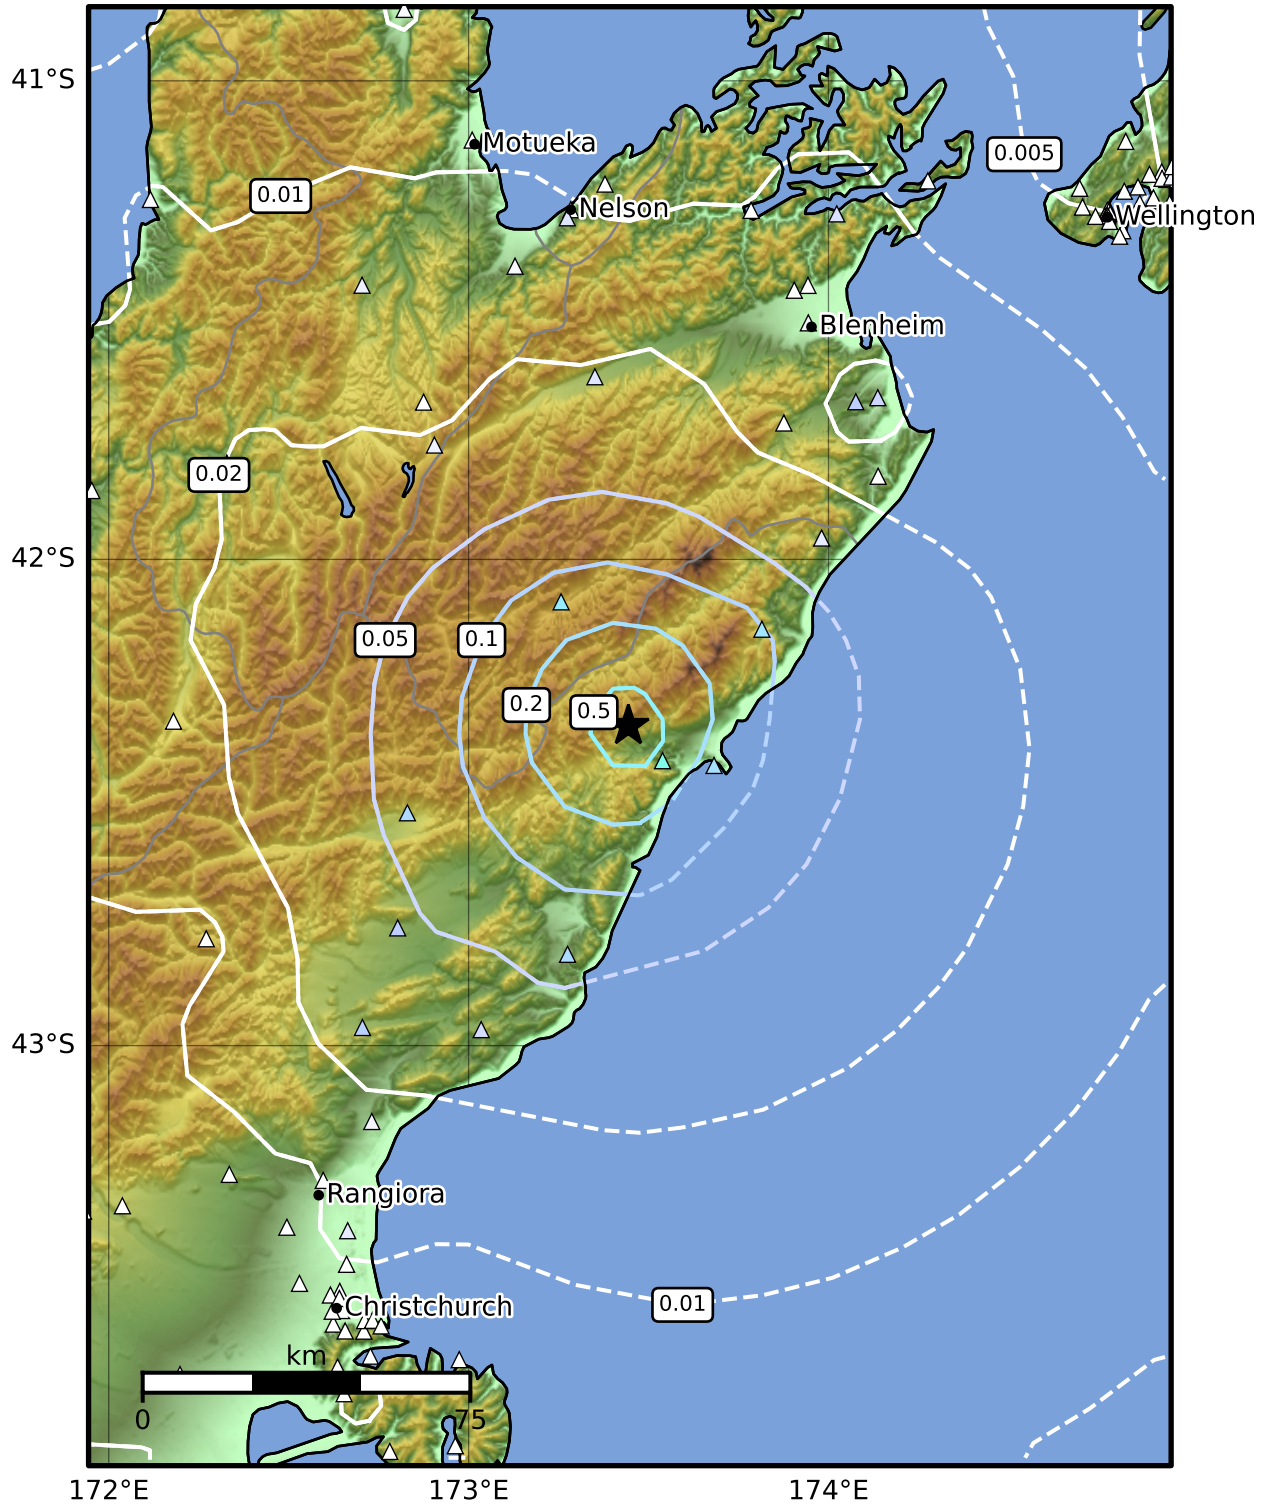 41°S
Motueka
0.005
0.01
Nelson
Wellington
Blenheim
0.02
42°S
0.05
0.1
0.2
0.5
43°S
Rangiora
0.01
Christchurch
km
0
75
172°E
173°E
174°E